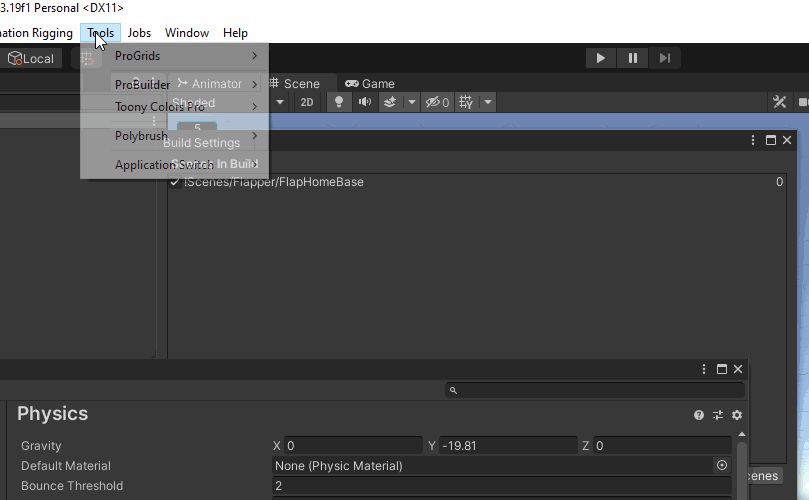 3.19f1 Personal <DX11>
nation Rigging Tools Jobs Window Help
Local
ProGrids
ProBuilder
Toony Colors Pro
Polybrush
Application Switch
Animator Scene Game
Shaded
2D
0
5
Build Settings
Scenes In Build
!Scenes/Flapper/FlapHomeBase 0
Physics
Gravity X 0 Y -19.81 Z 0
Default Material None (Physic Material)
cenes
Bounce Threshold 2